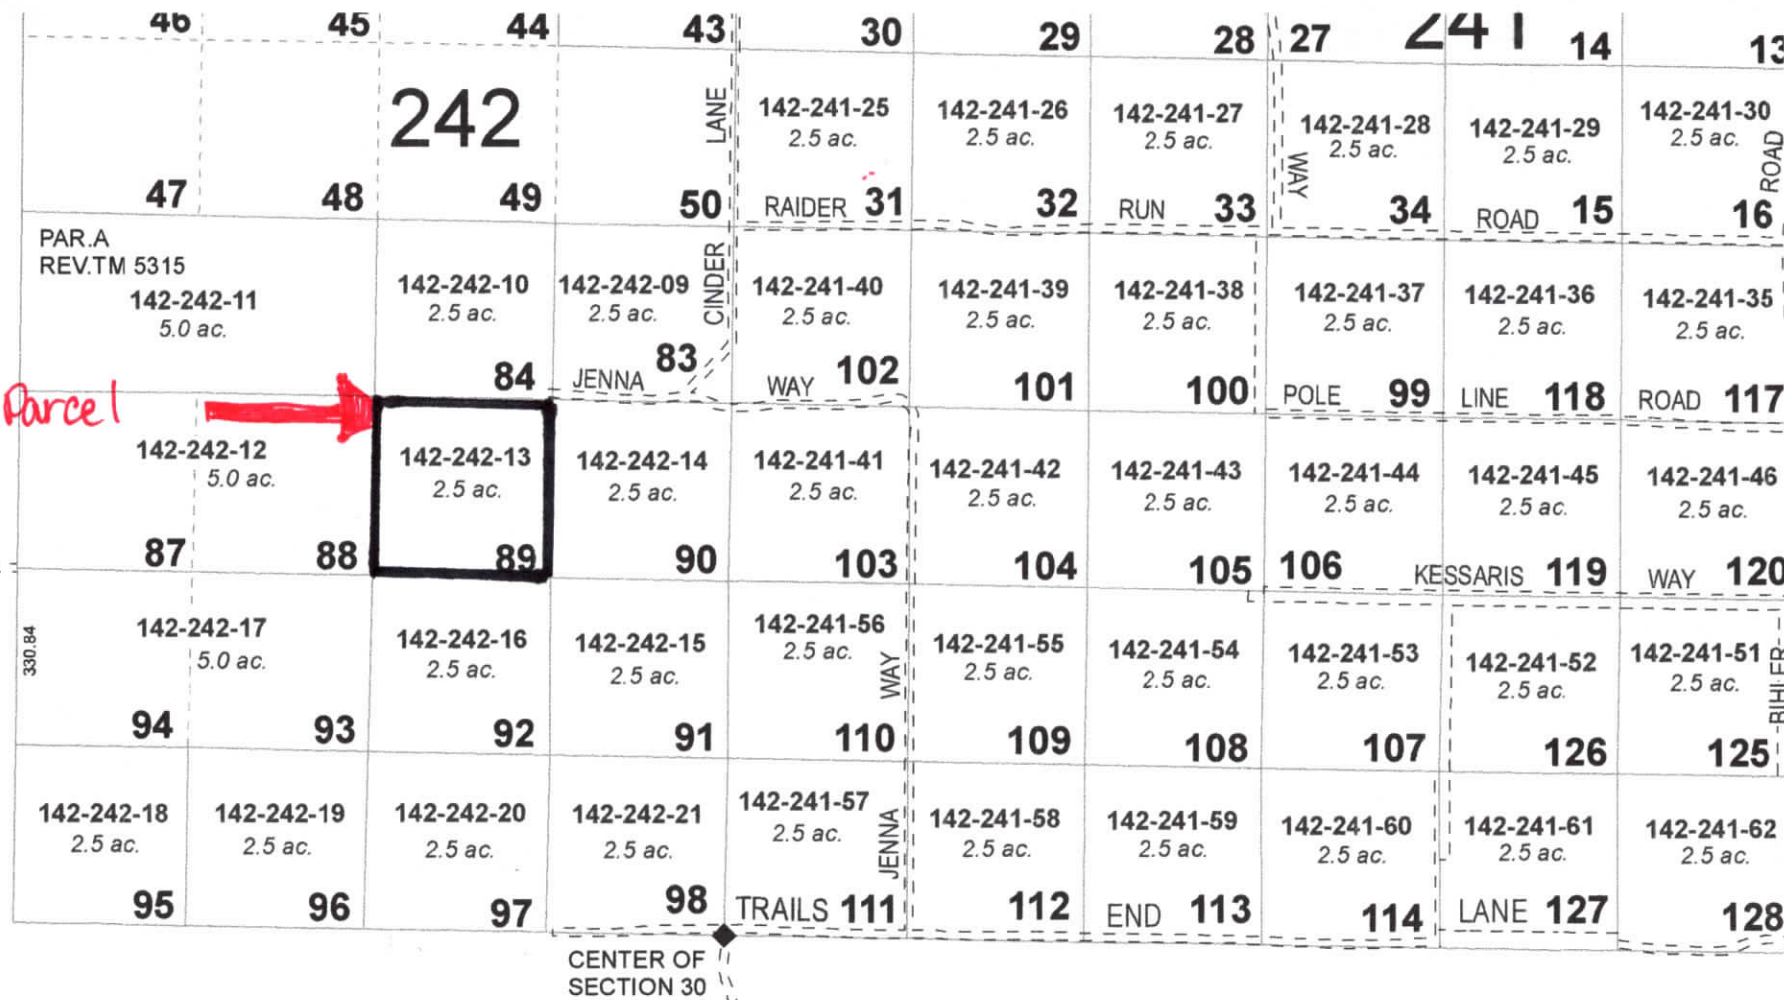 46 45 44 43 30 29 28 27 241 14 13
242 LANE 142-241-25 142-241-26 142-241-27 142-241-28 142-241-29 142-241-30
2.5 ac. 2.5 ac. 2.5 ac. 2.5 ac. 2.5 ac. 2.5 ac.
WAY ROAD
47 48 49 50 RAIDER 31 32 RUN 33 34 ROAD 15 16
PAR.A
REV.TM 5315
142-242-11 142-242-10 142-242-09 CINDER 142-241-40 142-241-39 142-241-38 142-241-37 142-241-36 142-241-35
5.0 ac. 2.5 ac. 2.5 ac. 2.5 ac. 2.5 ac. 2.5 ac. 2.5 ac. 2.5 ac. 2.5 ac.
84 JENNA 83 WAY 102 101 100 POLE 99 LINE 118 ROAD 117
Parcel
142-242-12 142-242-13 142-242-14 142-241-41 142-241-42 142-241-43 142-241-44 142-241-45 142-241-46
5.0 ac. 2.5 ac. 2.5 ac. 2.5 ac. 2.5 ac. 2.5 ac. 2.5 ac. 2.5 ac. 2.5 ac.
87 88 89 90 103 104 105 106 KESSARIS 119 WAY 120
330.84
142-242-17 142-242-16 142-242-15 142-241-56 142-241-55 142-241-54 142-241-53 142-241-52 142-241-51
5.0 ac. 2.5 ac. 2.5 ac. 2.5 ac. 2.5 ac. 2.5 ac. 2.5 ac. 2.5 ac. 2.5 ac.
WAY BIHLER
94 93 92 91 110 109 108 107 126 125
142-242-18 142-242-19 142-242-20 142-242-21 142-241-57 142-241-58 142-241-59 142-241-60 142-241-61 142-241-62
2.5 ac. 2.5 ac. 2.5 ac. 2.5 ac. 2.5 ac. 2.5 ac. 2.5 ac. 2.5 ac. 2.5 ac. 2.5 ac.
JENNA
95 96 97 98 TRAILS 111 112 END 113 114 LANE 127 128
CENTER OF
SECTION 30